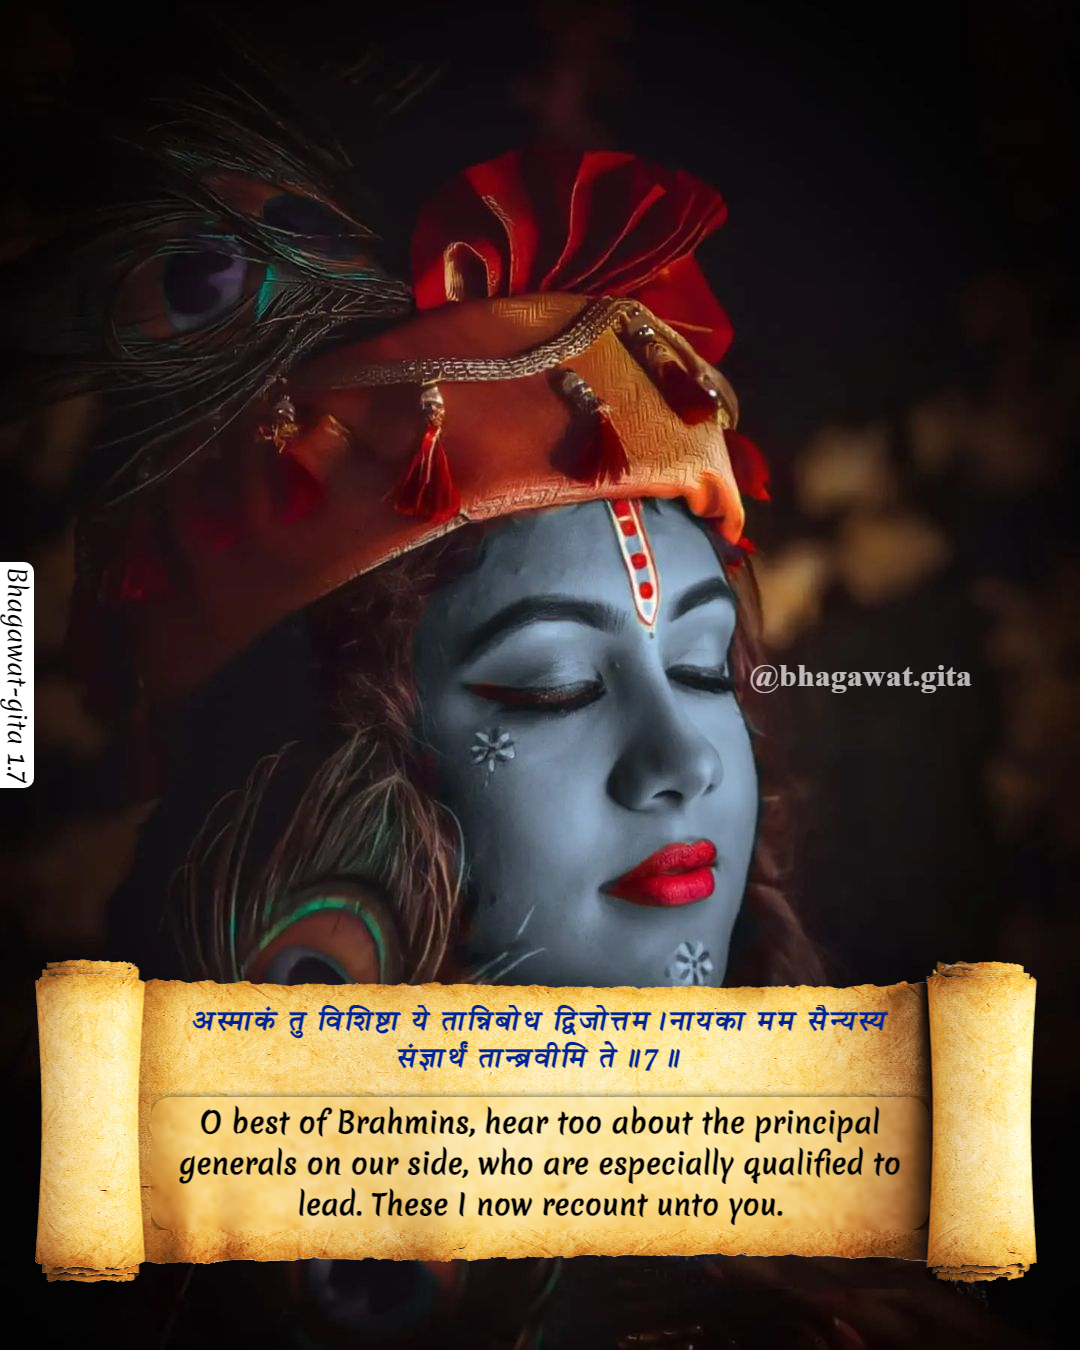 Bhagawat-gita 1.7
@bhagawat.gita
अस्माकं तु विशिष्टा ये तान्निबोध द्विजोत्तम।नायका मम सैन्यस्य
संज्ञार्थं तान्ब्रवीमि ते॥7॥
O best of Brahmins, hear too about the principal
generals on our side, who are especially qualified to
lead. These I now recount unto you.